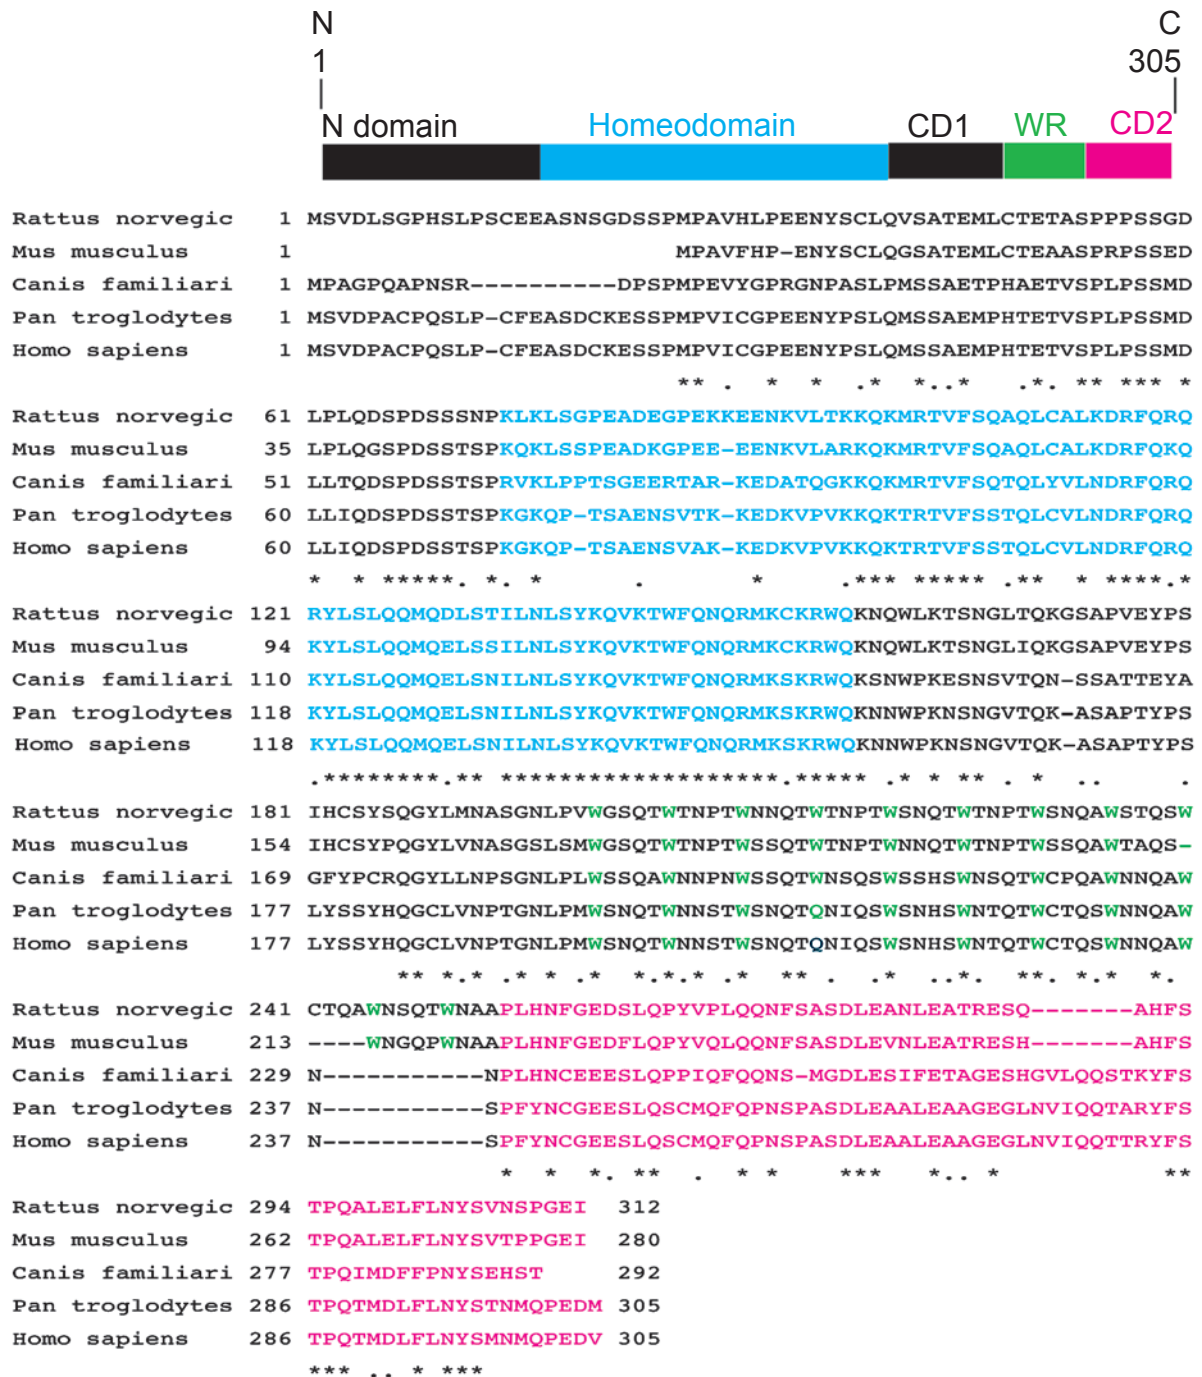 N C
1 305
N domain Homeodomain CD1 WR CD2
Rattus norvegic 1 MSVDLSGPHSLPSCEEASNSGDSSPMPAVHLPEENYSCLQVSATEMLCTETASPPPSSGD
Mus musculus 1 MPAVFHP-ENYSCLQGSATEMLCTEAASPRPSSED
Canis familiari 1 MPAGPQAPNSR----------DPSPMPEVYGPRGNPASLPMSSAETPHAETVSPLPSSMD
Pan troglodytes 1 MSVDPACPQSLP-CFEASDCKESSPMPVICGPEENYPSLQMSSAEMPHTETVSPLPSSMD
Homo sapiens 1 MSVDPACPQSLP-CFEASDCKESSPMPVICGPEENYPSLQMSSAEMPHTETVSPLPSSMD
** . * * .* *..* .*. ** *** *
Rattus norvegic 61 LPLQDSPDSSSNPKLKLSGPEADEGPEKKEENKVLTKKQKMRTVFSQAQLCALKDRFQRQ
Mus musculus 35 LPLQGSPDSSTSPKQKLSSPEADKGPEE-EENKVLARKQKMRTVFSQAQLCALKDRFQKQ
Canis familiari 51 LLTQDSPDSSTSPRVKLPPTSGEERTAR-KEDATQGKKQKMRTVFSQTQLYVLNDRFQRQ
Pan troglodytes 60 LLIQDSPDSSTSPKGKQP-TSAENSVTK-KEDKVPVKKQKTRTVFSSTQLCVLNDRFQRQ
Homo sapiens 60 LLIQDSPDSSTSPKGKQP-TSAENSVAK-KEDKVPVKKQKTRTVFSSTQLCVLNDRFQRQ
* * *****. *. * . * .*** ***** .** * ****.*
Rattus norvegic 121 RYLSLQQMQDLSTILNLSYKQVKTWFQNQRMKCKRWQKNQWLKTSNGLTQKGSAPVEYPS
Mus musculus 94 KYLSLQQMQELSSILNLSYKQVKTWFQNQRMKCKRWQKNQWLKTSNGLIQKGSAPVEYPS
Canis familiari 110 KYLSLQQMQELSNILNLSYKQVKTWFQNQRMKSKRWQKSNWPKESNSVTQN-SSATTEYA
Pan troglodytes 118 KYLSLQQMQELSNILNLSYKQVKTWFQNQRMKSKRWQKNNWPKNSNGVTQK-ASAPTYPS
Homo sapiens 118 KYLSLQQMQELSNILNLSYKQVKTWFQNQRMKSKRWQKNNWPKNSNGVTQK-ASAPTYPS
.********.** ******************* ***** .* * ** . * .. .
Rattus norvegic 181 IHCSYSQGYLMNASGNLPVWGSQTWTNPTWNNQTWTNPTWSNQTWTNPTWSNQAWSTQSW
Mus musculus 154 IHCSYPQGYLVNASGSLSMWGSQTWTNPTWSSQTWTNPTWNNQTWTNPTWSSQAWTAQS-
Canis familiari 169 GFYPCRQGYLLNPSGNLPLWSSQAWNNPNWSSQTWNSQSWSSHSWNSQTWCPQAWNNQAW
Pan troglodytes 177 LYSSYHQGCLVNPTGNLPMWSNQTWNNSTWSNQTQNIQSWSNHSWNTQTWCTQSWNNQAW
Homo sapiens 177 LYSSYHQGCLVNPTGNLPMWSNQTWNNSTWSNQTQNIQSWSNHSWNTQTWCTQSWNNQAW
** *.* .* * .* *.*.* .* ** . .* ..*. **.*.* *.
Rattus norvegic 241 CTQAWNSQTWNAAPLHNFGEDSLQPYVPLQQNFSASDLEANLEATRESQ-------AHFS
Mus musculus 213 ----WNGQPWNAAPLHNFGEDFLQPYVQLQQNFSASDLEVNLEATRESH-------AHFS
Canis familiari 229 N-----------NPLHNCEEESLQPPIQFQQNS-MGDLESIFETAGESHGVLQQSTKYFS
Pan troglodytes 237 N-----------SPFYNCGEESLQSCMQFQPNSPASDLEAALEAAGEGLNVIQQTARYFS
Homo sapiens 237 N-----------SPFYNCGEESLQSCMQFQPNSPASDLEAALEAAGEGLNVIQQTTRYFS
* * *. ** . * * *** *.. * **
Rattus norvegic 294 TPQALELFLNYSVNSPGEI 312
Mus musculus 262 TPQALELFLNYSVTPPGEI 280
Canis familiari 277 TPQIMDFFPNYSEHST 292
Pan troglodytes 286 TPQTMDLFLNYSTNMQPEDM 305
Homo sapiens 286 TPQTMDLFLNYSMNMQPEDV 305
*** .. * ***